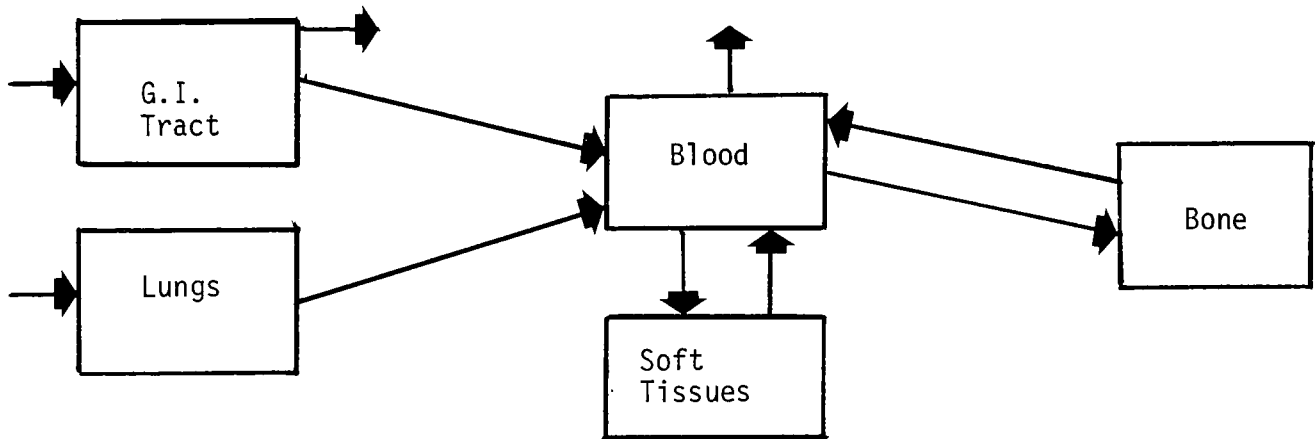 G.I.
Tract
Blood
Bone
Lungs
Soft
Tissues